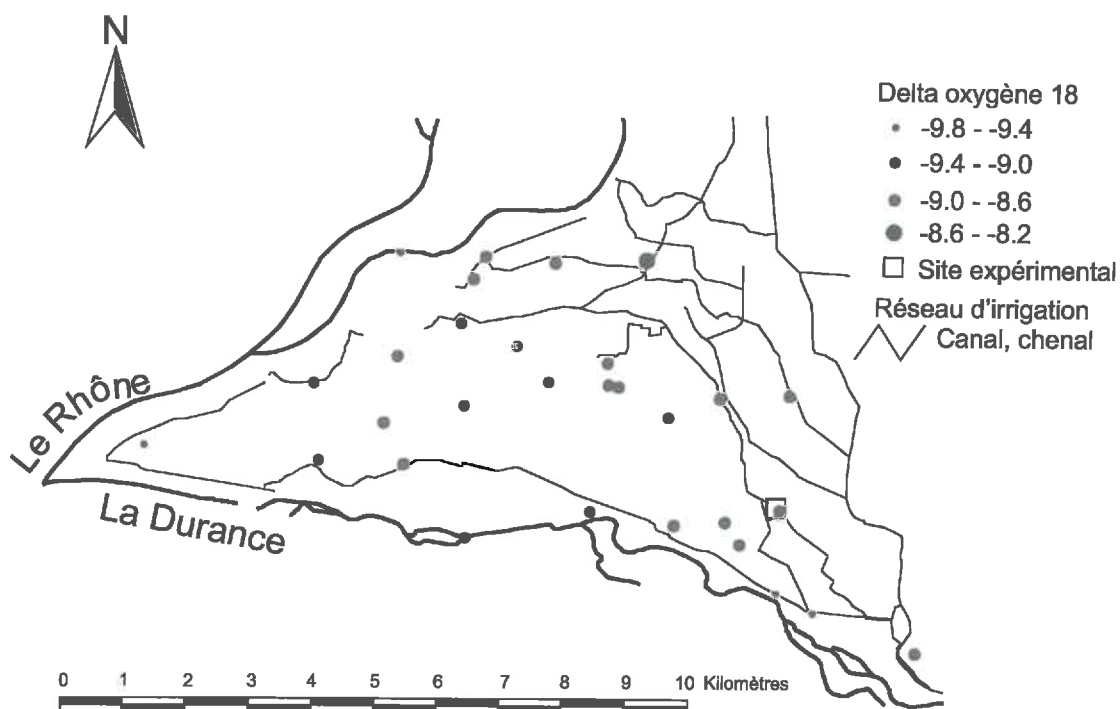 N
Delta oxygène 18
-9.8 - -9.4
-9.4 - -9.0
-9.0 - -8.6
-8.6 - -8.2
Site expérimental
Réseau d'irrigation
Canal, chenal
Le Rhône
La Durance
0 1 2 3 4 5 6 7 8 9 10 Kilomètres